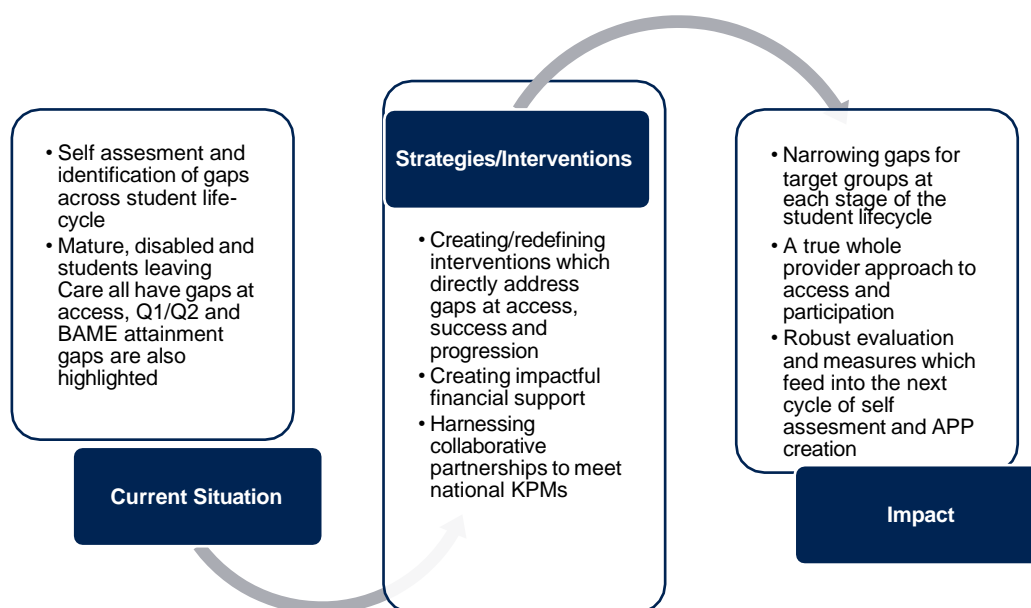 • Self assesment and
identification of gaps
across student life-
cycle
• Mature, disabled and
students leaving
Care all have gaps at
access, Q1/Q2 and
BAME attainment
gaps are also
highlighted
Current Situation
Strategies/Interventions
• Creating/redefining
interventions which
directly address
gaps at access,
success and
progression
• Creating impactful
financial support
• Harnessing
collaborative
partnerships to meet
national KPMs
• Narrowing gaps for
target groups at
each stage of the
student lifecycle
• A true whole
provider approach to
access and
participation
• Robust evaluation
and measures which
feed into the next
cycle of self
assesment and APP
creation
Impact